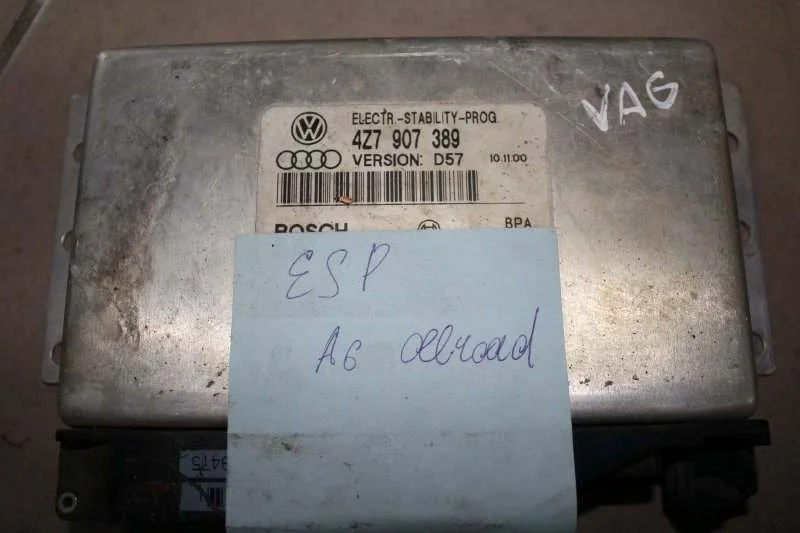 VAG
ELECTR.-STABILITY-PROG
4Z7 907 389
VERSION: D57 10.11.00
BOSCH BPA
ESP
A6 allroad